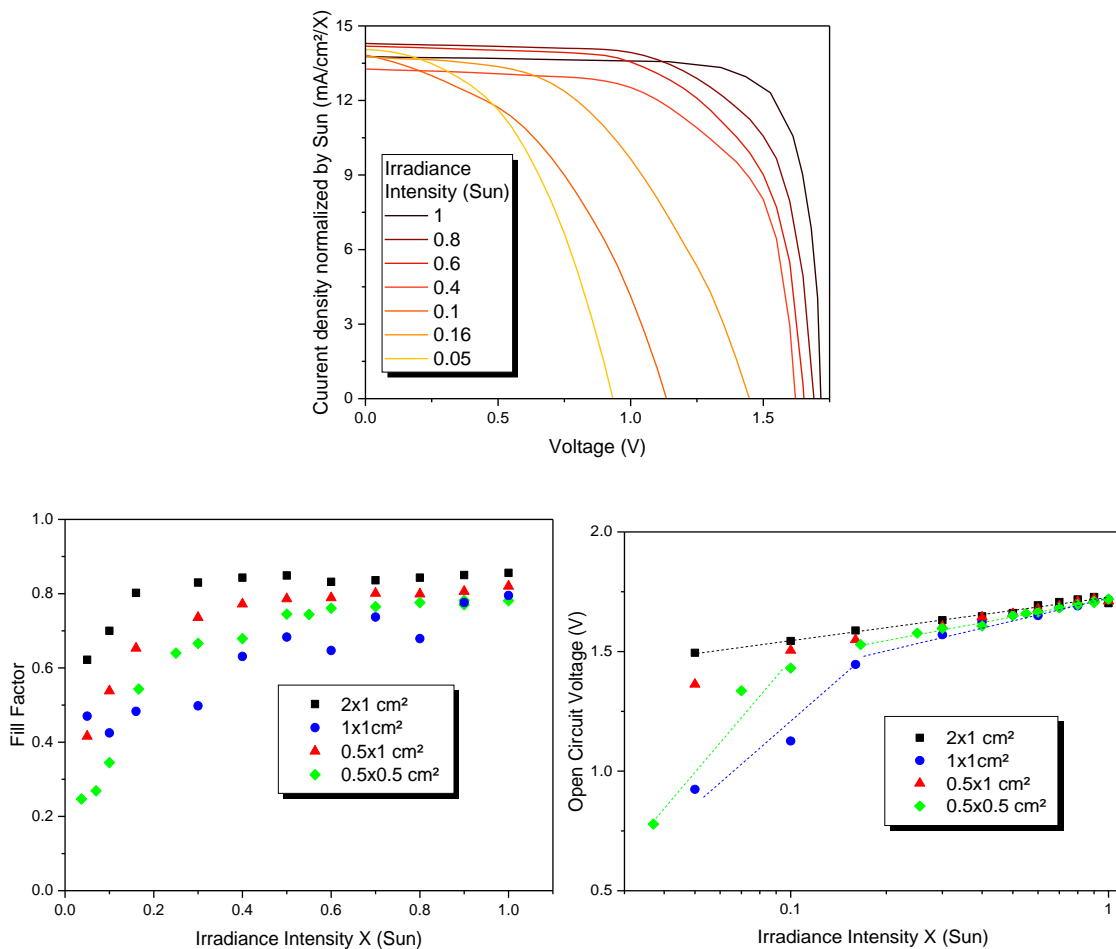 Cuurent density normalized by Sun (mA/cm²/X)
15
12
9
6
3
0
0.0
0.5
1.0
1.5
Voltage (V)
Irradiance
Intensity (Sun)
1
0.8
0.6
0.4
0.1
0.16
0.05
Fill Factor
1.0
0.8
0.6
0.4
0.2
0.0
0.0
0.2
0.4
0.6
0.8
1.0
Irradiance Intensity X (Sun)
2x1 cm²
1x1cm²
0.5x1 cm²
0.5x0.5 cm²
Open Circuit Voltage (V)
2.0
1.5
1.0
0.5
0.1
1
Irradiance Intensity X (Sun)
2x1 cm²
1x1cm²
0.5x1 cm²
0.5x0.5 cm²